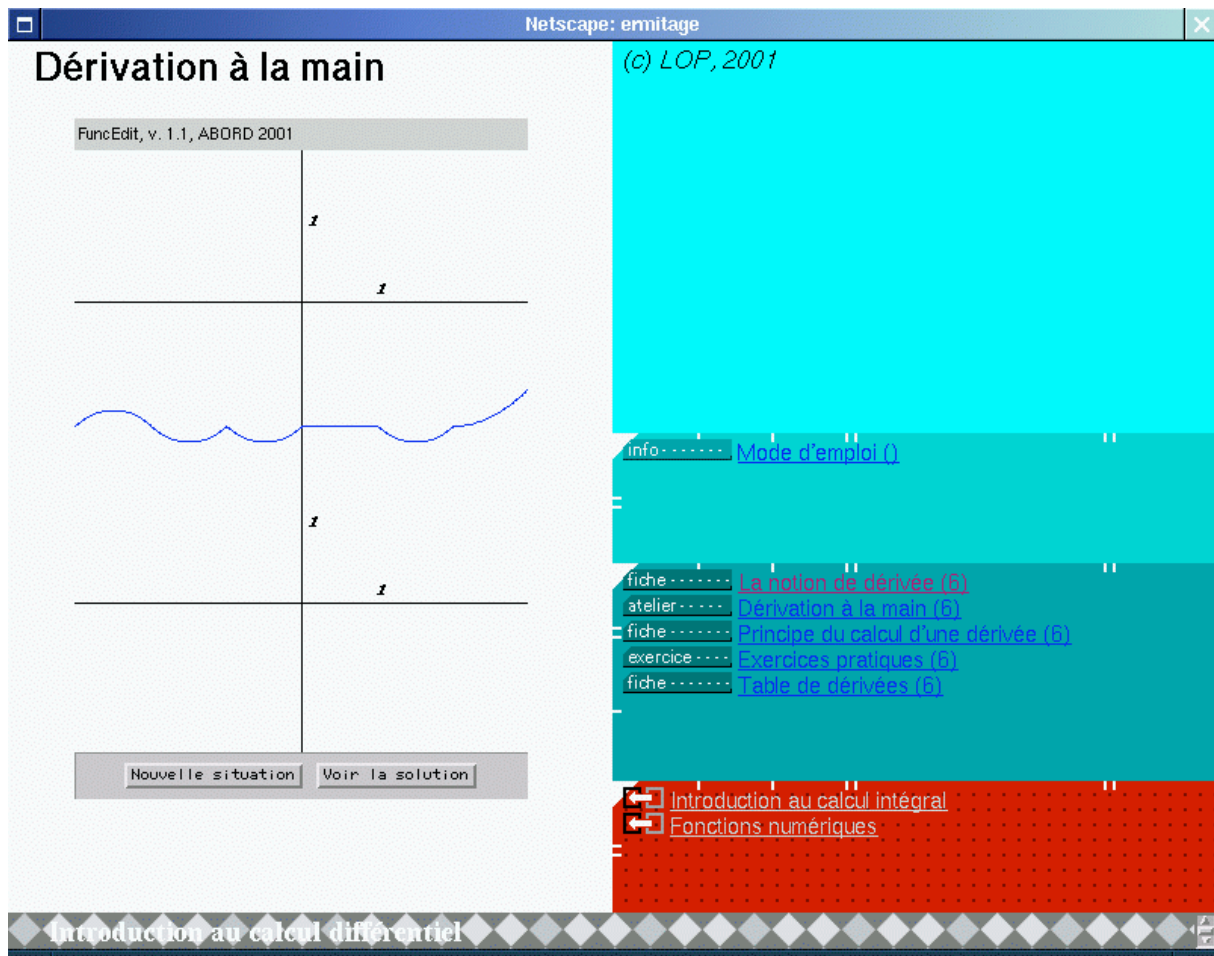 Netscape: ermitage
Dérivation à la main
FuncEdit, v. 1.1, ABORD 2001
1
1
1
1
Nouvelle situation
Voir la solution
(c) LOP, 2001
info - - - - - - - Mode d'emploi ()
fiche - - - - - - - La notion de dérivée (6)
atelier - - - - - Dérivation à la main (6)
fiche - - - - - - - Principe du calcul d'une dérivée (6)
exercice - - - - Exercices pratiques (6)
fiche - - - - - - - Table de dérivées (6)
Introduction au calcul intégral
Fonctions numériques
Introduction au calcul différentiel